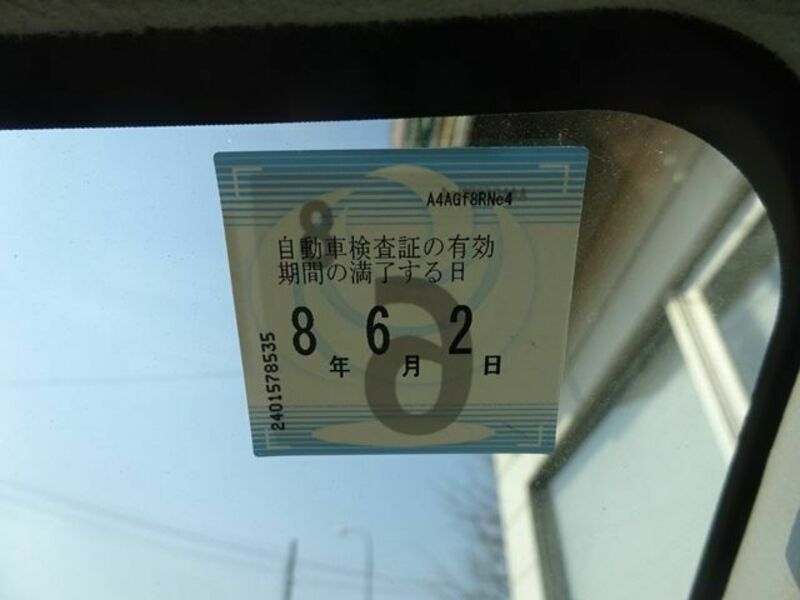 A4AGf8RNc4
自動車検査証の有効
期間の満了する日
8年 6月 2日
2401578535